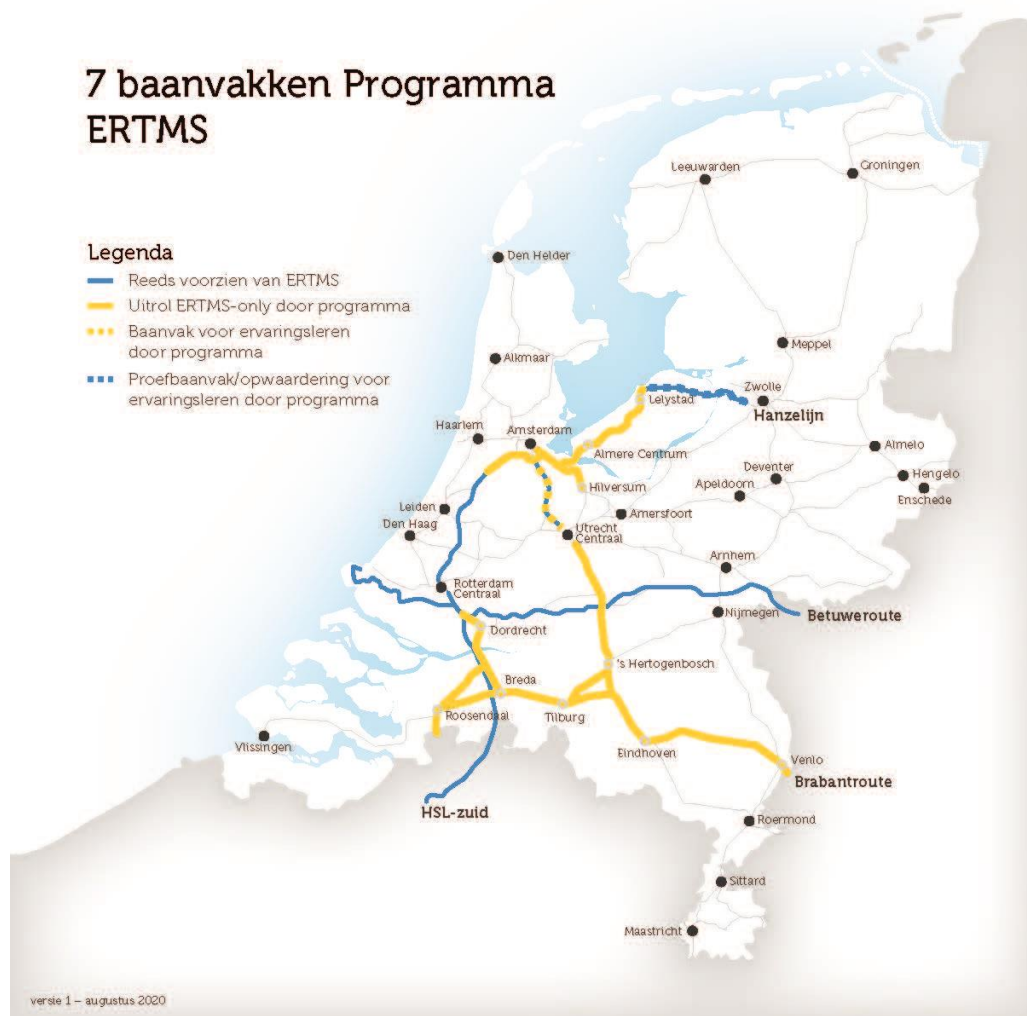 7 baanvakken Programma
ERTMS
Legenda
Reeds voorzien van ERTMS
Uitrol ERTMS-only door programma
Baanvak voor ervaringsleren
door programma
Proefbaanvak/opwaardering voor
ervaringsleren door programma
Leeuwarden
Groningen
Den Helder
Meppel
Alkmaar
Zwolle
Lelystad
Hanzelijn
Haarlem
Amsterdam
Almere Centrum
Almelo
Deventer
Hengelo
Apeldoorn
Hilversum
Enschede
Leiden
Amersfoort
Den Haag
Utrecht
Centraal
Arnhem
Rotterdam
Centraal
Nijmegen
Betuweroute
Dordrecht
's Hertogenbosch
Breda
Roosendaal
Tilburg
Vlissingen
Eindhoven
Venlo
Brabantroute
HSL-zuid
Roermond
Sittard
Maastricht
versie 1 – augustus 2020